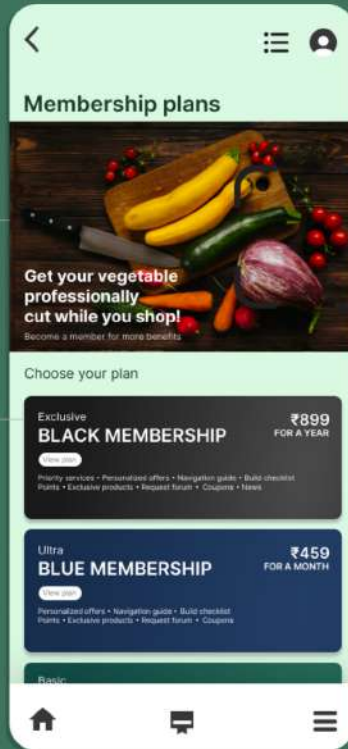 Membership plans
Get your vegetable
professionally
cut while you shop!
Become a member for more benefits
Choose your plan
Exclusive
BLACK MEMBERSHIP
₹899
FOR A YEAR
View plan
Priority services • Personalized offers • Navigation guide • Build checklist
Points • Exclusive products • Request forum • Coupons • News
Ultra
BLUE MEMBERSHIP
₹459
FOR A MONTH
View plan
Personalized offers • Navigation guide • Build checklist
Points • Exclusive products • Request forum • Coupons
Basic